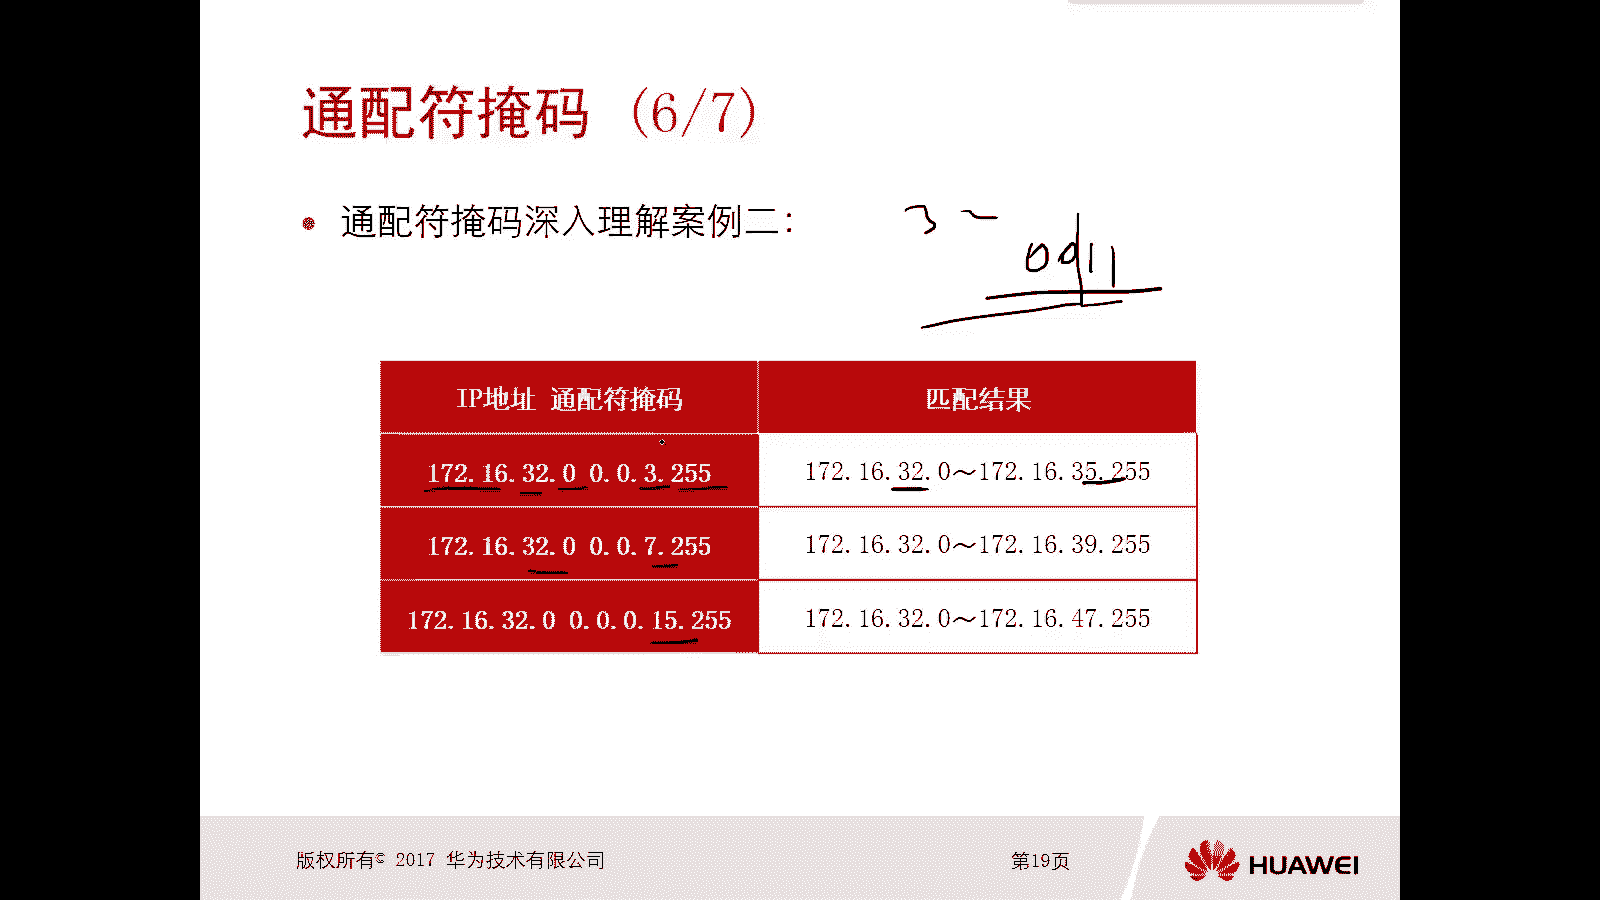 通配符掩码 (6/7)
通配符掩码深入理解案例二：
3 ~
0011
IP地址 通配符掩码 匹配结果
172.16.32.0 0.0.3.255 172.16.32.0～172.16.35.255
172.16.32.0 0.0.7.255 172.16.32.0～172.16.39.255
172.16.32.0 0.0.0.15.255 172.16.32.0～172.16.47.255
版权所有© 2017 华为技术有限公司 第19页 HUAWEI